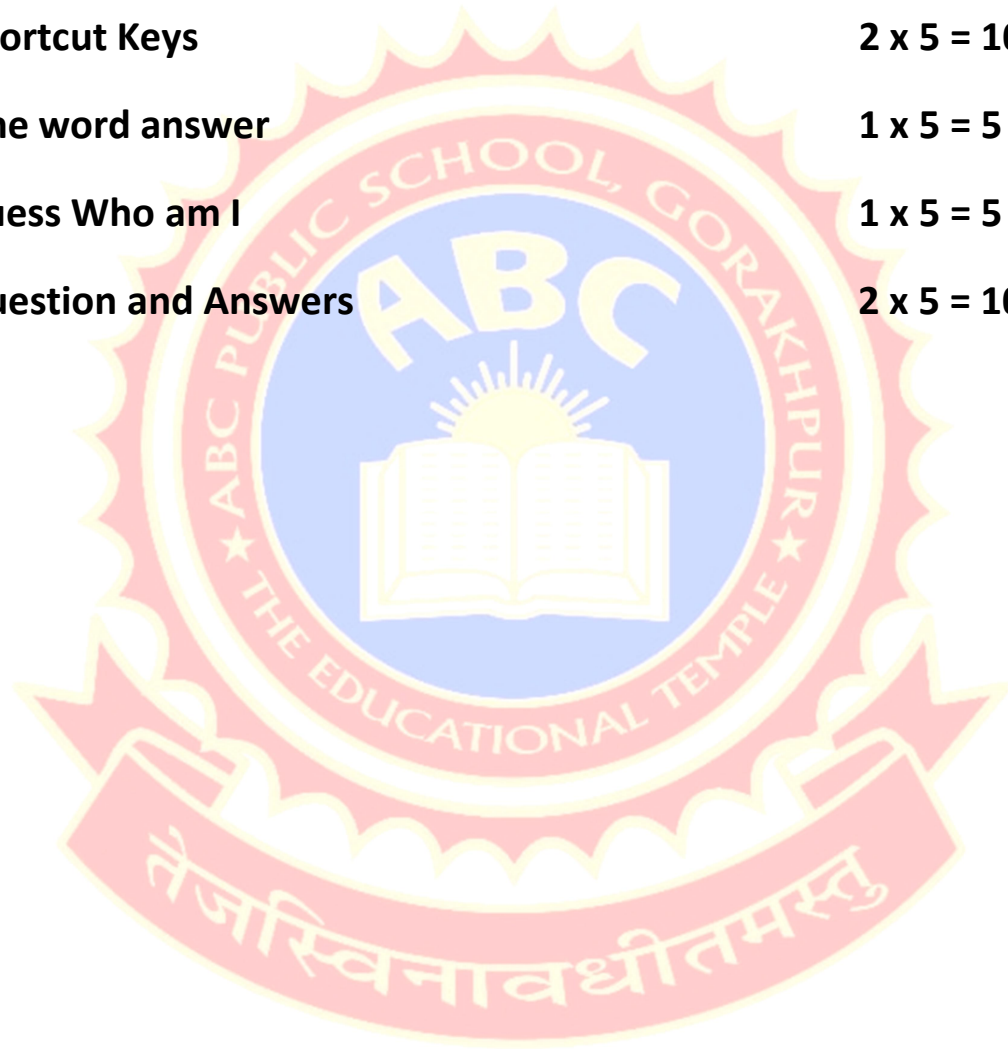 ortcut Keys 2 x 5 = 10
ne word answer 1 x 5 = 5
uess Who am I 1 x 5 = 5
uestion and Answers 2 x 5 = 10
ABC PUBLIC SCHOOL, GORAKHPUR
ABC
★ THE EDUCATIONAL TEMPLE ★
तेजस्विनावधीतमस्तु